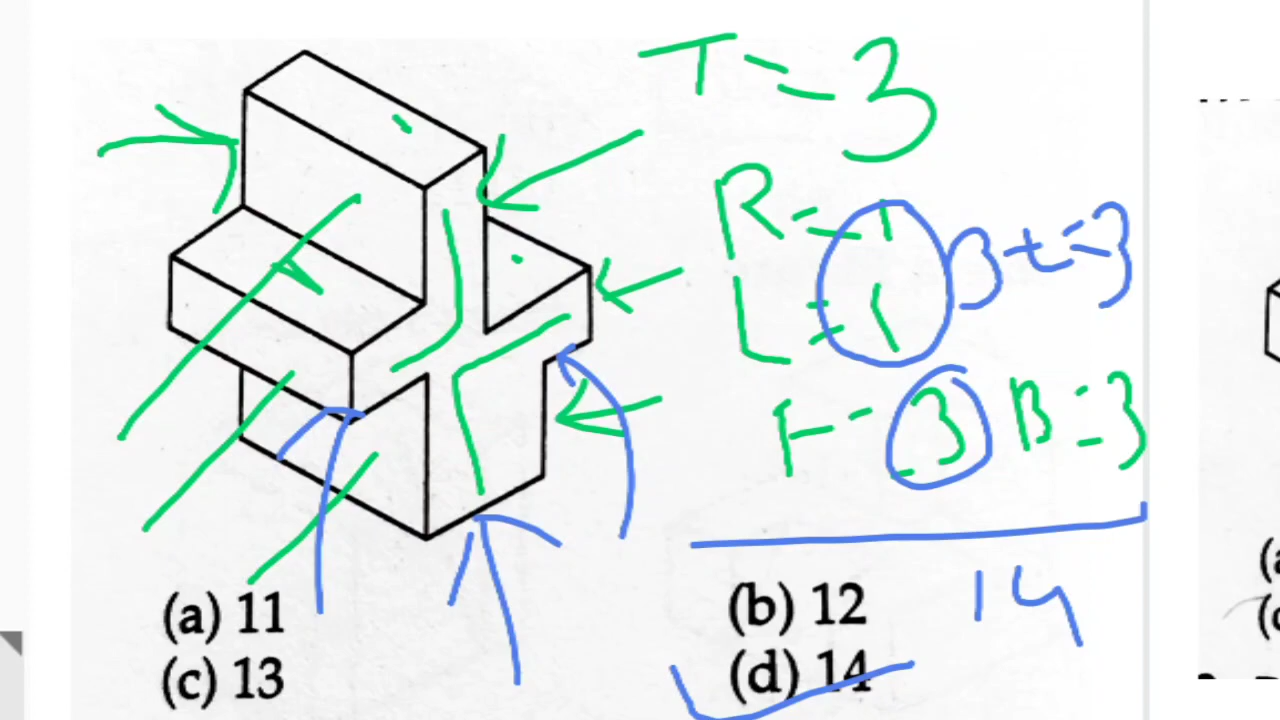 T = 3
R = 1
L = 1
Bt = 3
F - 3 B = 3
14
(a) 11
(b) 12
(c) 13
(d) 14